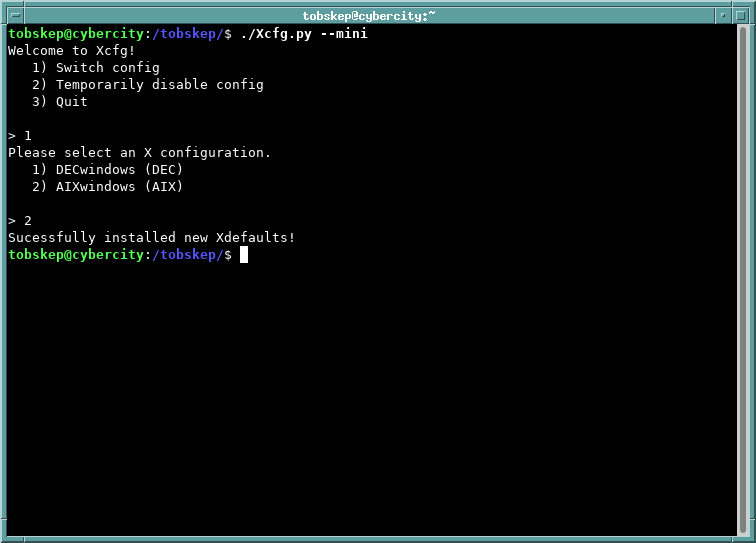 tobskep@cybercity:~
tobskep@cybercity:/tobskep/$ ./Xcfg.py --mini
Welcome to Xcfg!
   1) Switch config
   2) Temporarily disable config
   3) Quit

> 1
Please select an X configuration.
   1) DECwindows (DEC)
   2) AIXwindows (AIX)

> 2
Sucessfully installed new Xdefaults!
tobskep@cybercity:/tobskep/$